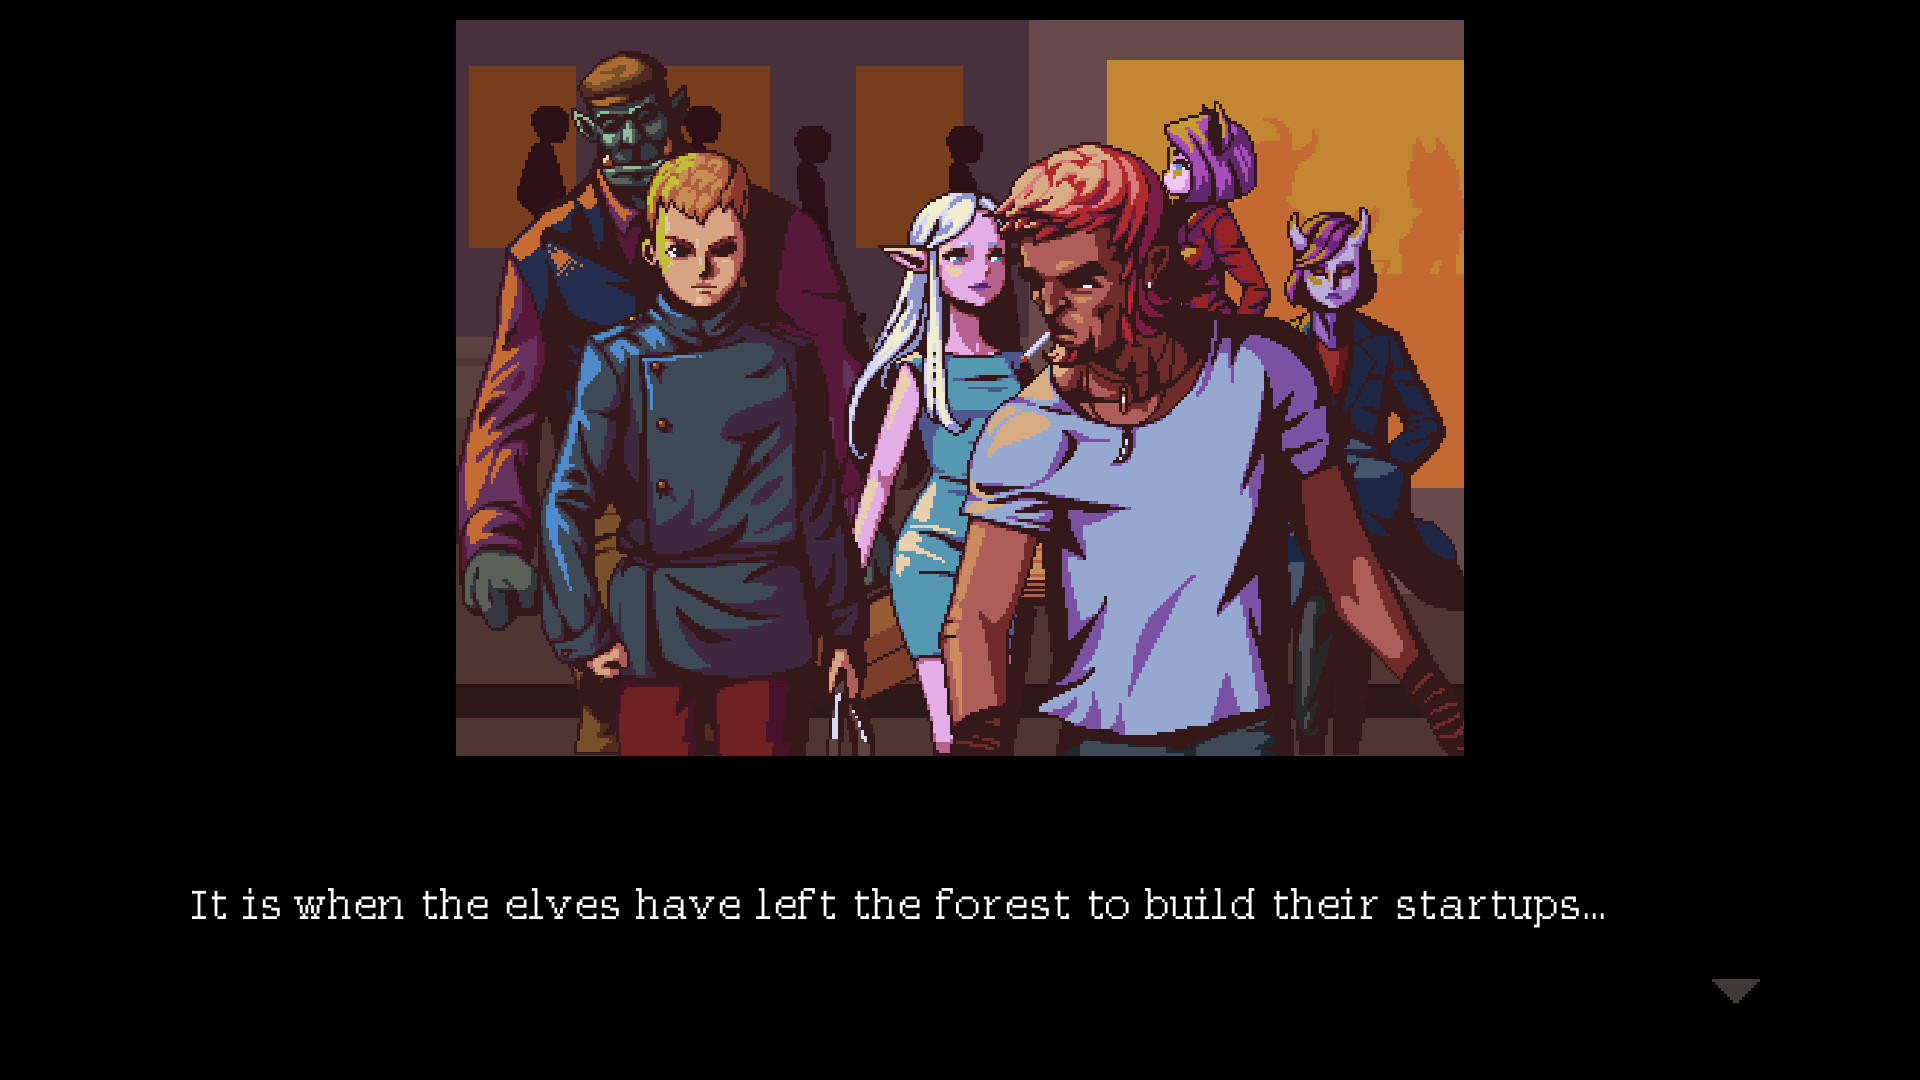 It is when the elves have left the forest to build their startups…